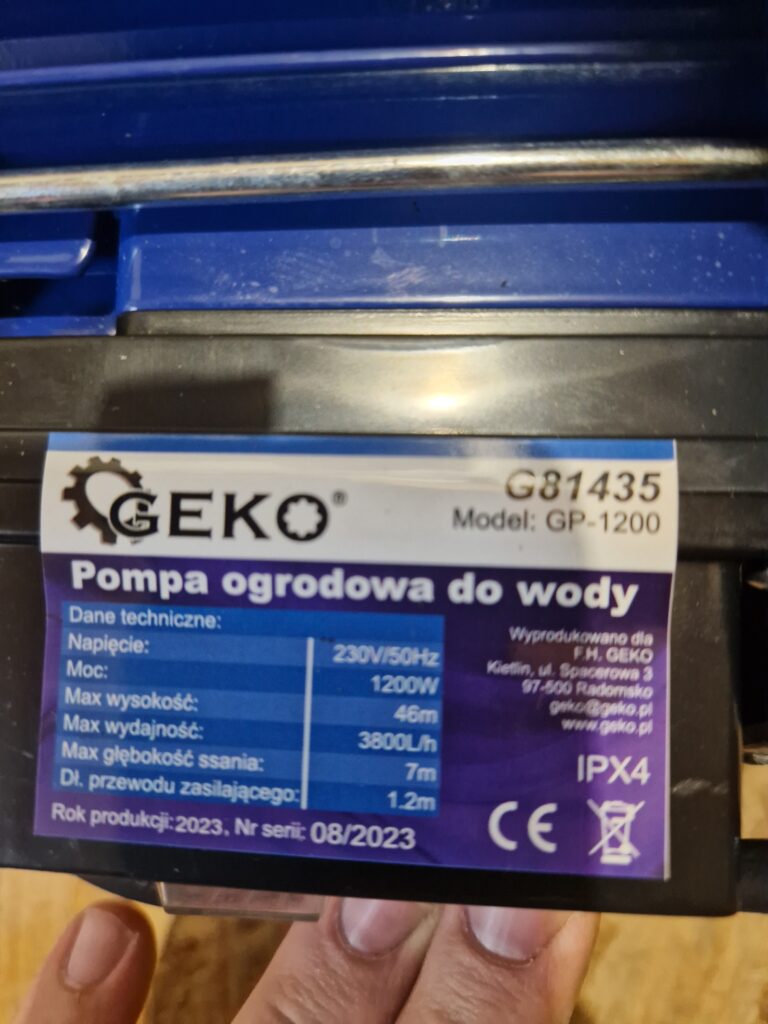 GEKO®
G81435
Model: GP-1200
Pompa ogrodowa do wody
Dane techniczne:
Napięcie: 230V/50Hz
Moc: 1200W
Max wysokość: 46m
Max wydajność: 3800L/h
Max głębokość ssania: 7m
Dł. przewodu zasilającego: 1.2m
Rok produkcji: 2023, Nr serii: 08/2023
Wyprodukowano dla
F.H. GEKO
Kietlin, ul. Spacerowa 3
97-500 Radomsko
geko@geko.pl
www.geko.pl
IPX4
CE